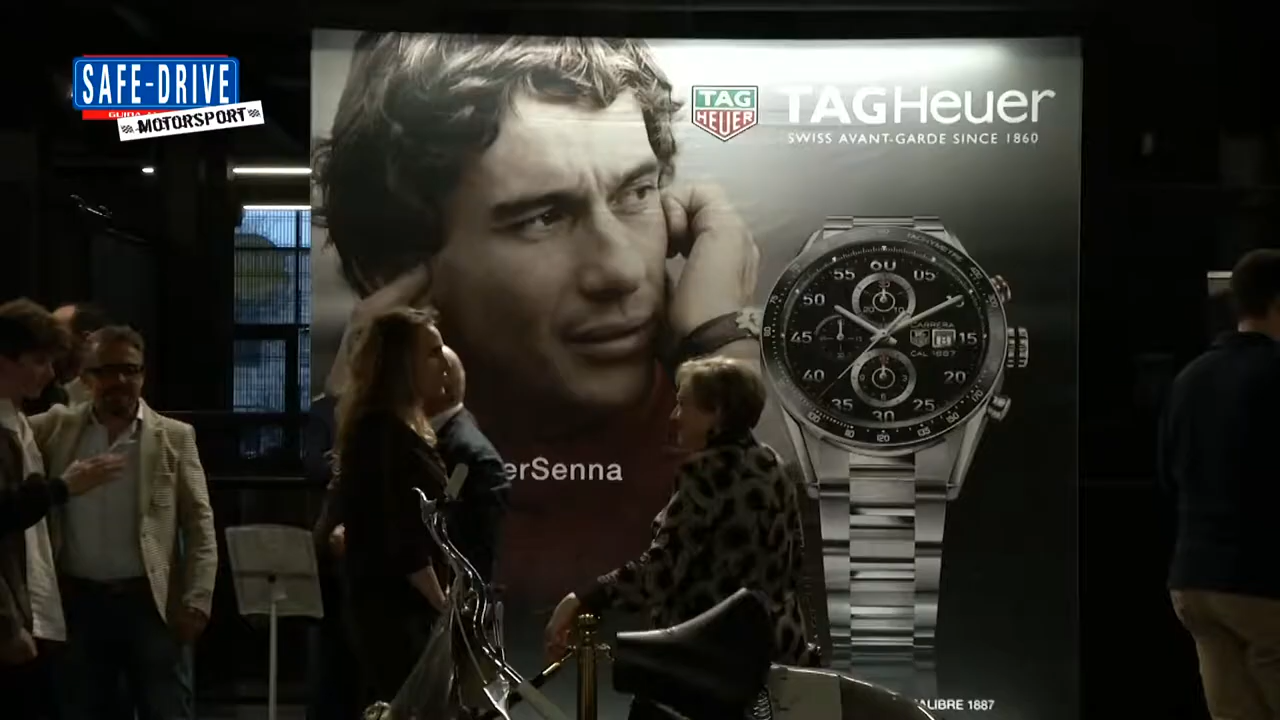 SAFE-DRIVE
MOTORSPORT
TAG
HEUER
TAGHeuer
SWISS AVANT-GARDE SINCE 1860
TACHYMETRE
60
55
05
50
45
15
40
20
35
25
30
CARRERA
CAL 1887
erSenna
ALIBRE 1887